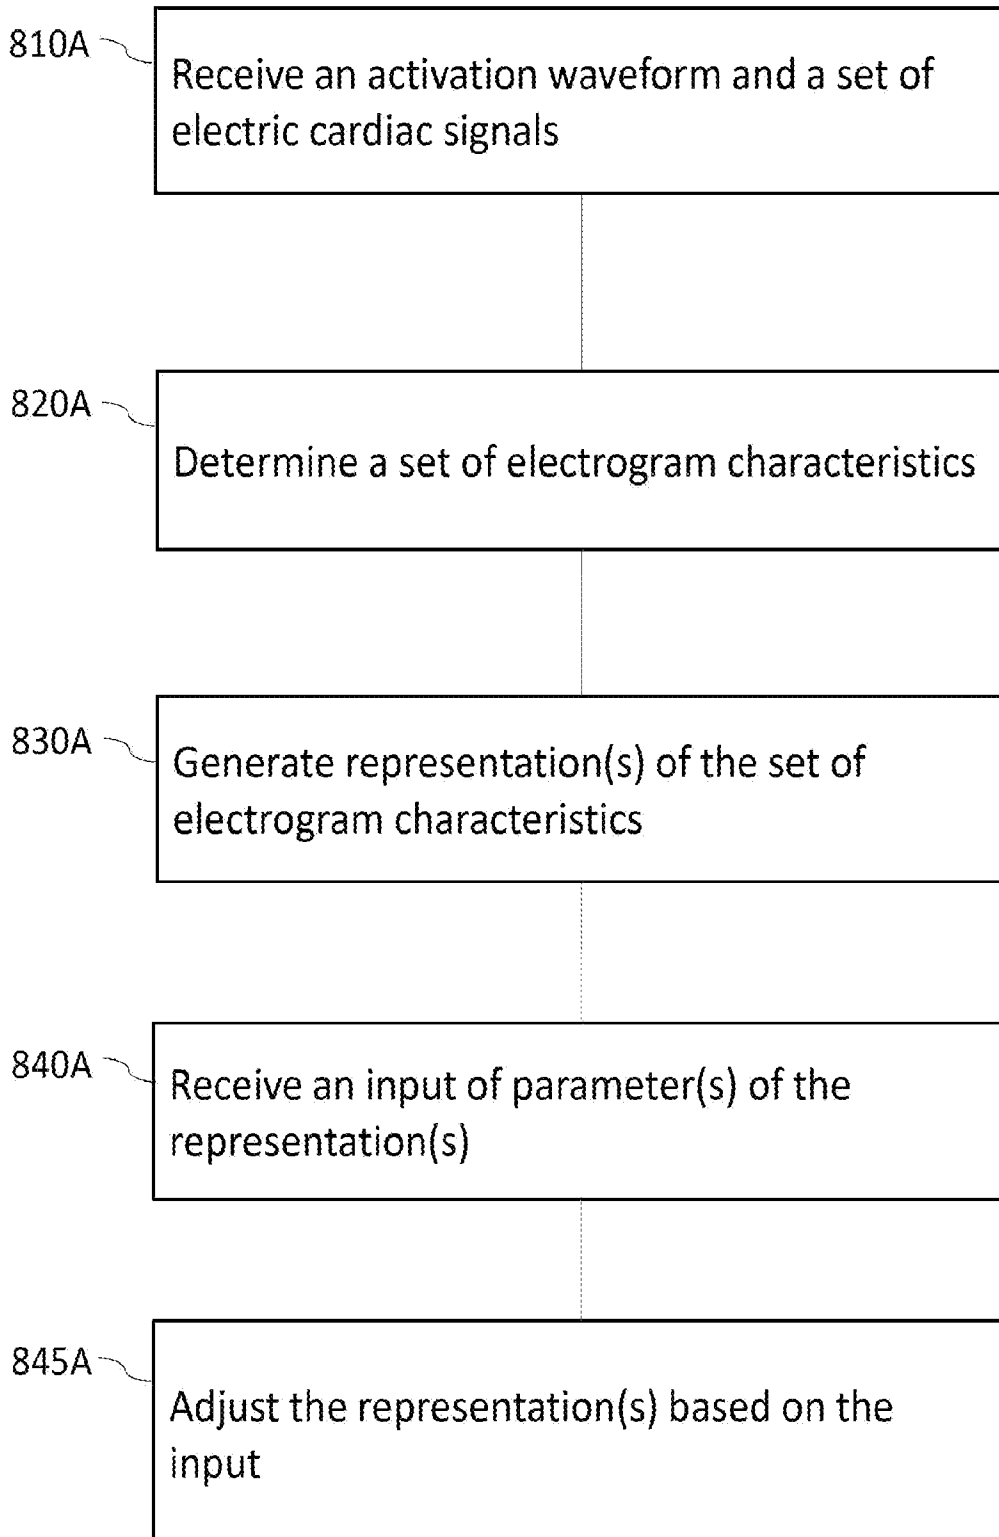 810A
Receive an activation waveform and a set of
electric cardiac signals
820A
Determine a set of electrogram characteristics
830A
Generate representation(s) of the set of
electrogram characteristics
840A
Receive an input of parameter(s) of the
representation(s)
845A
Adjust the representation(s) based on the
input